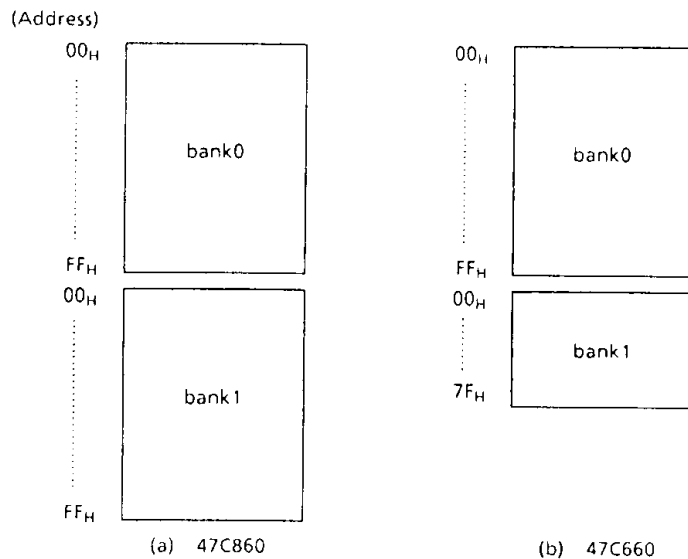 (Address)
00H
bank0
FFH
00H
bank1
FFH
(a) 47C860
00H
bank0
FFH
00H
bank1
7FH
(b) 47C660